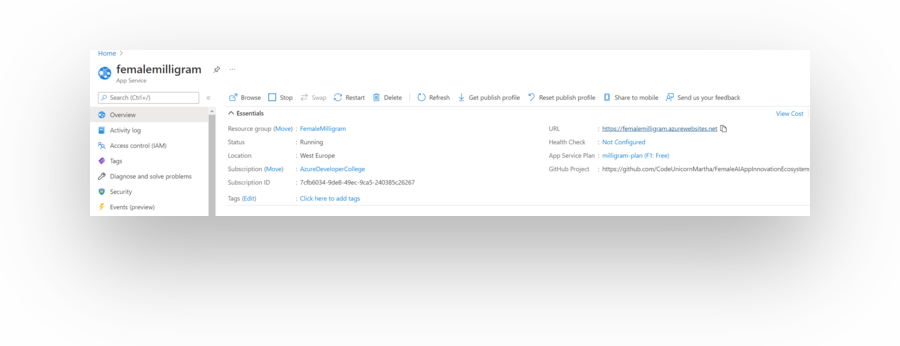 Home >
femalemilligram ...
App Service
Search (Ctrl+/) «
Browse Stop Swap Restart Delete Refresh Get publish profile Reset publish profile Share to mobile Send us your feedback
Overview
Activity log
Access control (IAM)
Tags
Diagnose and solve problems
Security
Events (preview)
Essentials View Cost
Resource group (Move) : FemaleMilligram URL : https://femalemilligram.azurewebsites.net
Status : Running Health Check : Not Configured
Location : West Europe App Service Plan : milligram-plan (F1: Free)
Subscription (Move) : AzureDeveloperCollege GitHub Project : https://github.com/CodeUnicornMartha/FemaleAIAppInnovationEcosystem
Subscription ID : 7cfb6034-9de8-49ec-9ca5-240385c26267
Tags (Edit) : Click here to add tags